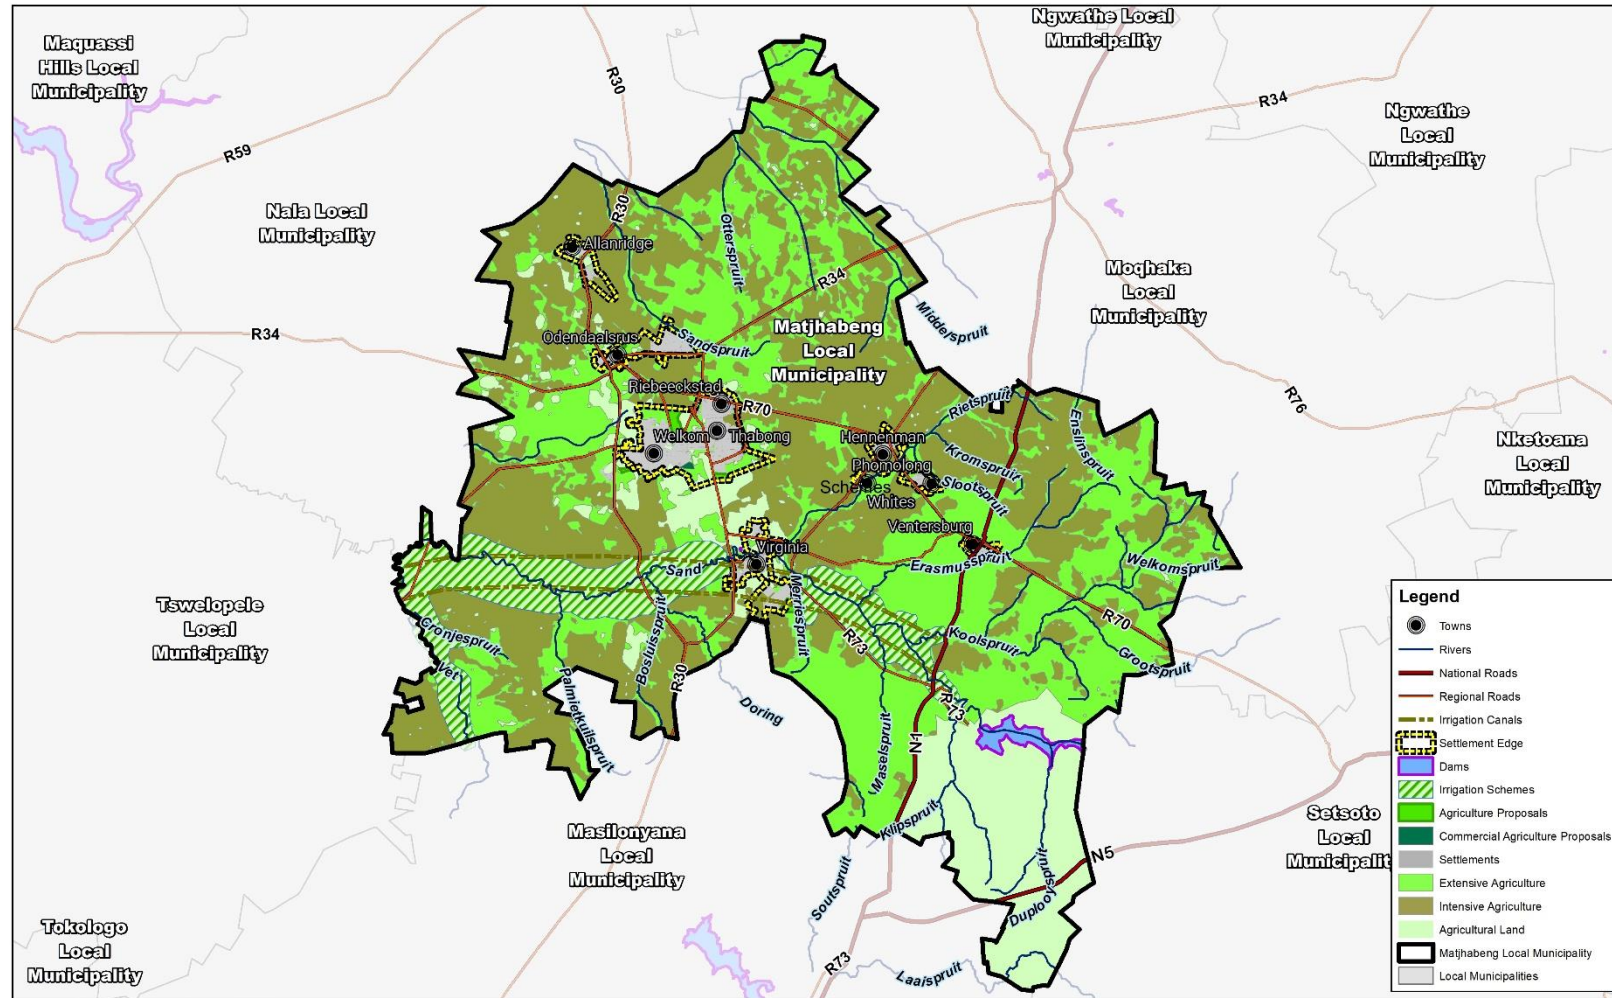 Ngwathe Local
Municipality
Maquassi
Hills Local
Municipality
R30
R34
Ngwathe
Local
Municipality
R59
Nala Local
Municipality
R30
Allanridge
Otterspruit
R34
Moqhaka
Local
Municipality
R34
Middelspruit
Matjhabeng
Local
Municipality
Odendaalsrus
Sandspruit
Riebeeckstad
R70
Rietspruit
R76
Enslinspruit
Welkom
Thabong
Hennenman
Phomolong
Kromspruit
Nketoana
Local
Municipality
Schemes
Whites
Slootspruit
Ventersburg
Virginia
Sand
Erasmusspruit
Welkomspruit
Merriespruit
Tswelopele
Local
Municipality
Bosluisspruit
Cronjespruit
Vet
Palmietkuilspruit
R73
Koolspruit
R70
Grootspruit
R30
Doring
R73
N1
Maselspruit
Klipspruit
Masilonyana
Local
Municipality
Setsoto
Local
Municipality
N5
Soutspruit
Duplooyspruit
Tokologo
Local
Municipality
R73
Laaispruit
Legend
Towns
Rivers
National Roads
Regional Roads
Irrigation Canals
Settlement Edge
Dams
Irrigation Schemes
Agriculture Proposals
Commercial Agriculture Proposals
Settlements
Extensive Agriculture
Intensive Agriculture
Agricultural Land
Matjhabeng Local Municipality
Local Municipalities